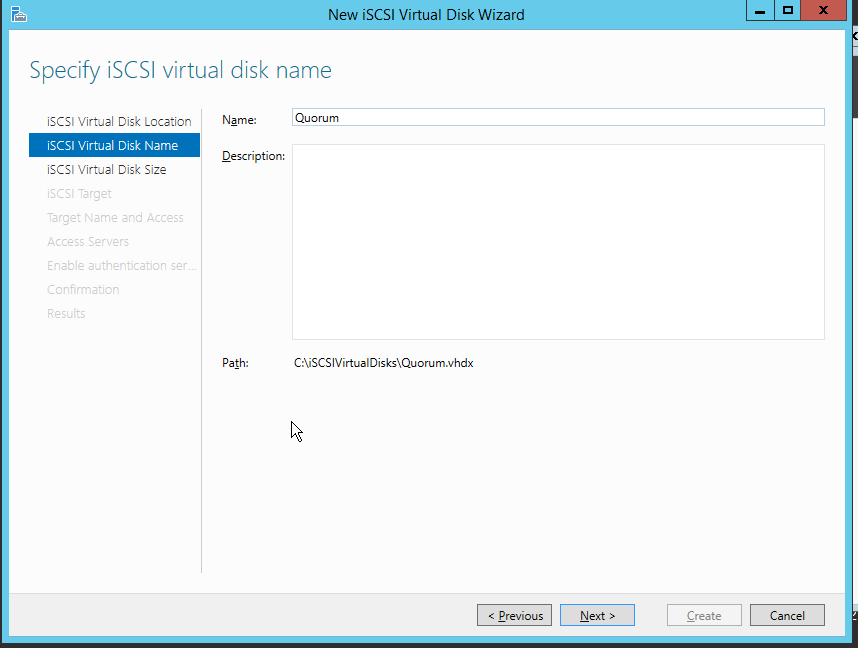 New iSCSI Virtual Disk Wizard
Specify iSCSI virtual disk name
iSCSI Virtual Disk Location
iSCSI Virtual Disk Name
iSCSI Virtual Disk Size
iSCSI Target
Target Name and Access
Access Servers
Enable authentication ser...
Confirmation
Results
Name:
Quorum
Description:
Path:
C:\iSCSIVirtualDisks\Quorum.vhdx
< Previous
Next >
Create
Cancel